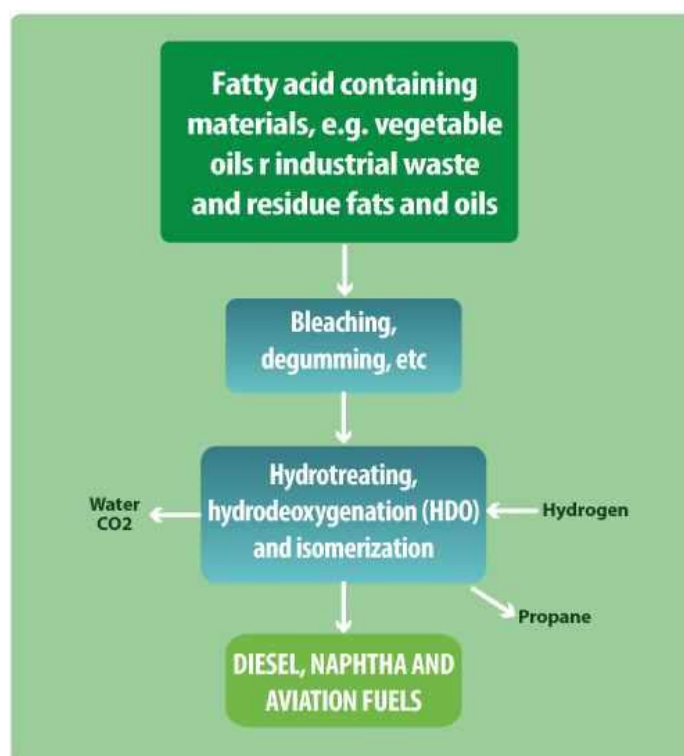 Fatty acid containing
materials, e.g. vegetable
oils r industrial waste
and residue fats and oils
Bleaching,
degumming, etc
Hydrotreating,
hydrodeoxygenation (HDO)
and isomerization
Water
CO2
Hydrogen
Propane
DIESEL, NAPHTHA AND
AVIATION FUELS